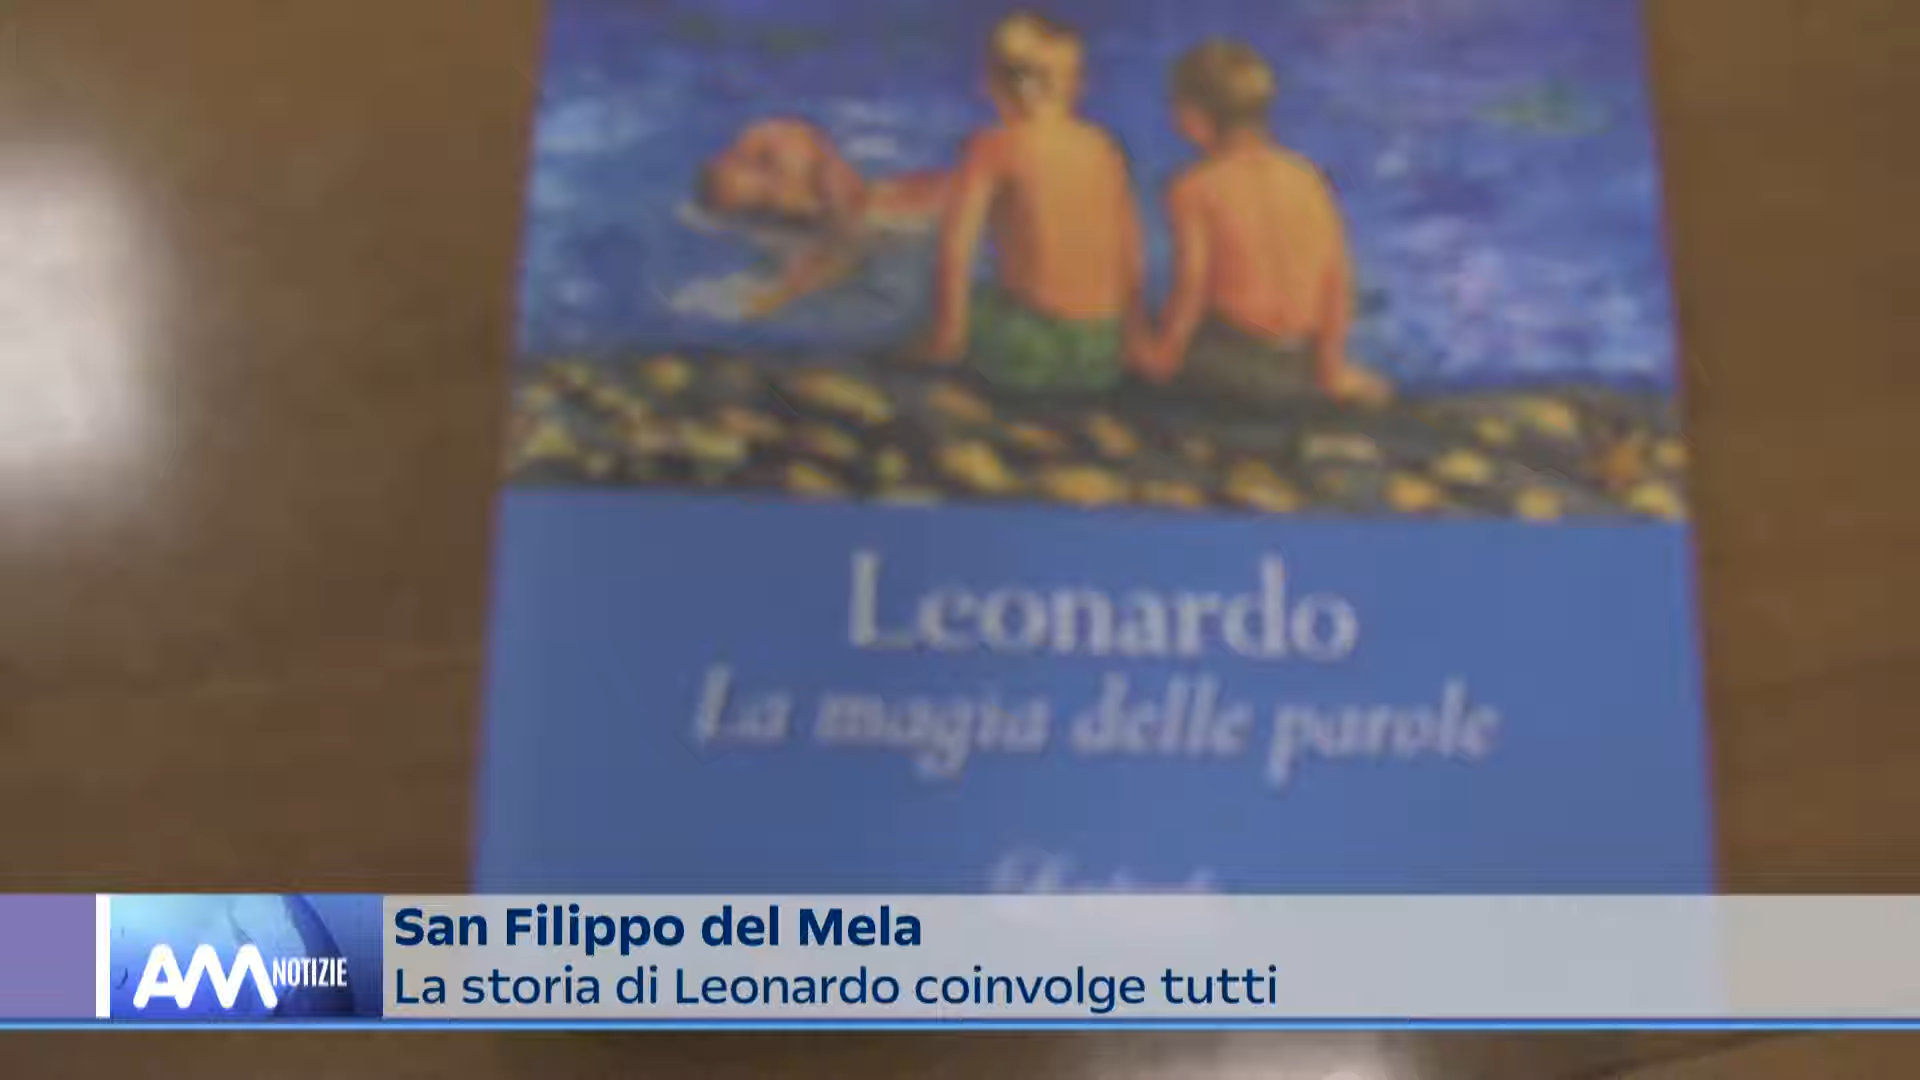 Leonardo
La magia delle parole
San Filippo del Mela
AM NOTIZIE
La storia di Leonardo coinvolge tutti